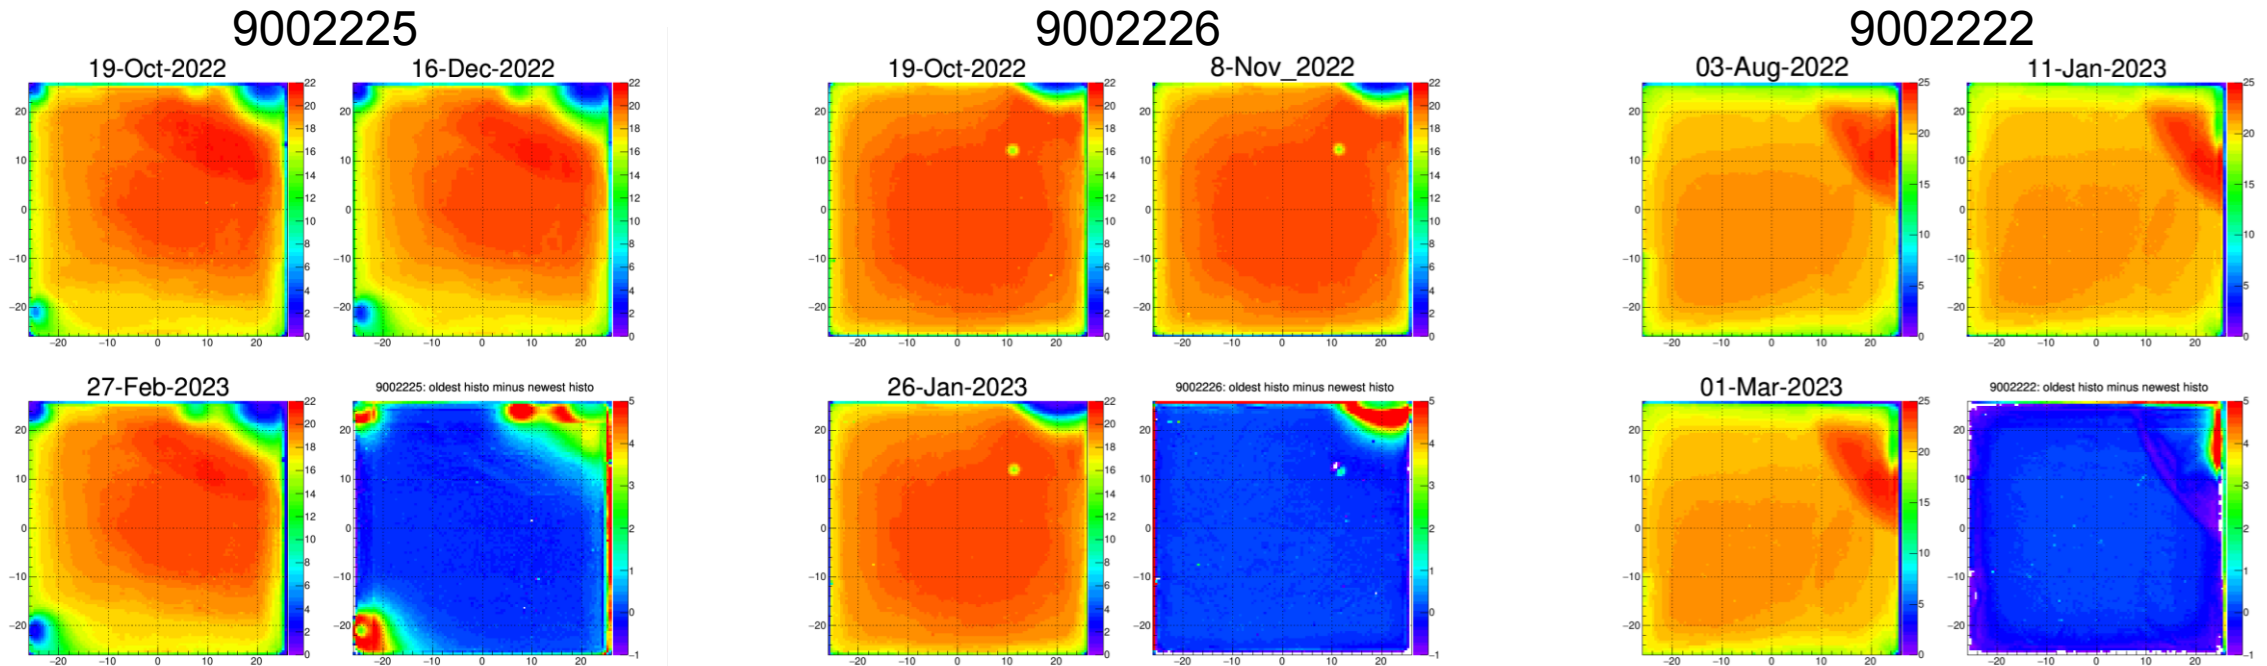 9002225
9002226
9002222
19-Oct-2022
16-Dec-2022
19-Oct-2022
8-Nov_2022
03-Aug-2022
11-Jan-2023
27-Feb-2023
9002225: oldest histo minus newest histo
26-Jan-2023
9002226: oldest histo minus newest histo
01-Mar-2023
9002222: oldest histo minus newest histo